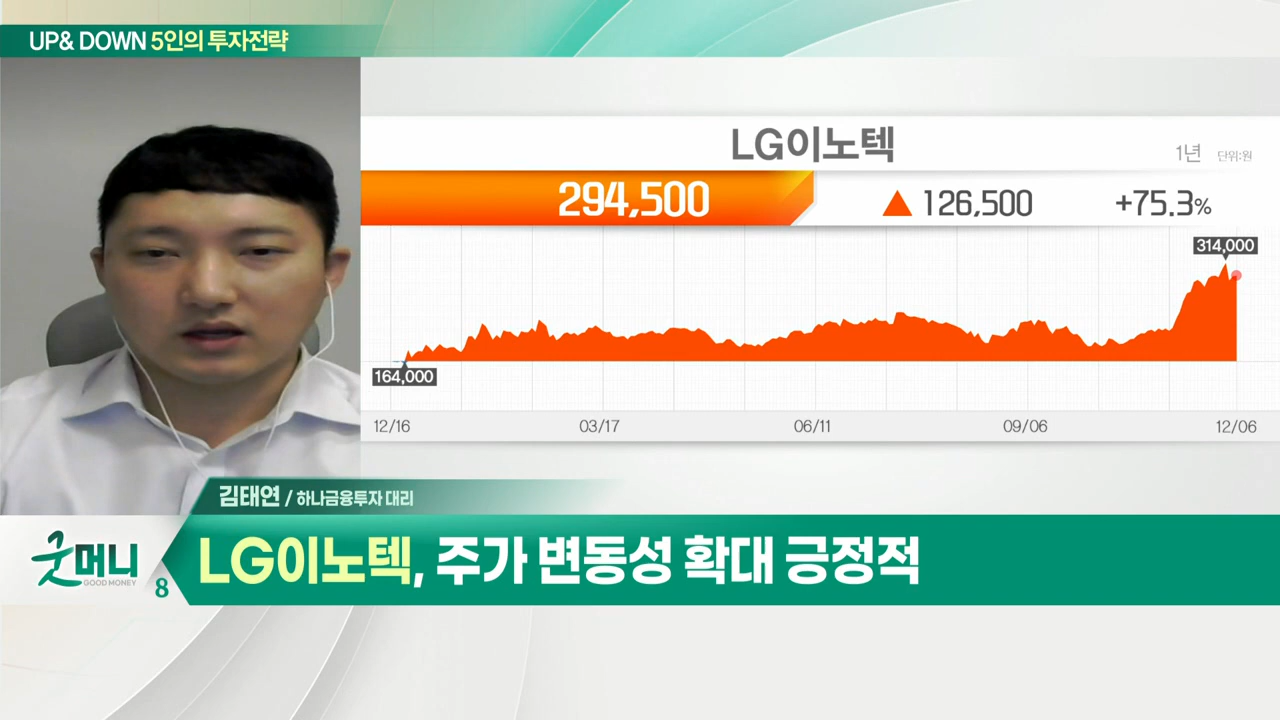 UP& DOWN 5인의 투자전략
LG이노텍
1년 단위:원
294,500 ▲ 126,500 +75.3%
314,000
164,000
12/16 03/17 06/11 09/06 12/06
김태연 / 하나금융투자 대리
굿머니
GOOD MONEY
8
LG이노텍, 주가 변동성 확대 긍정적